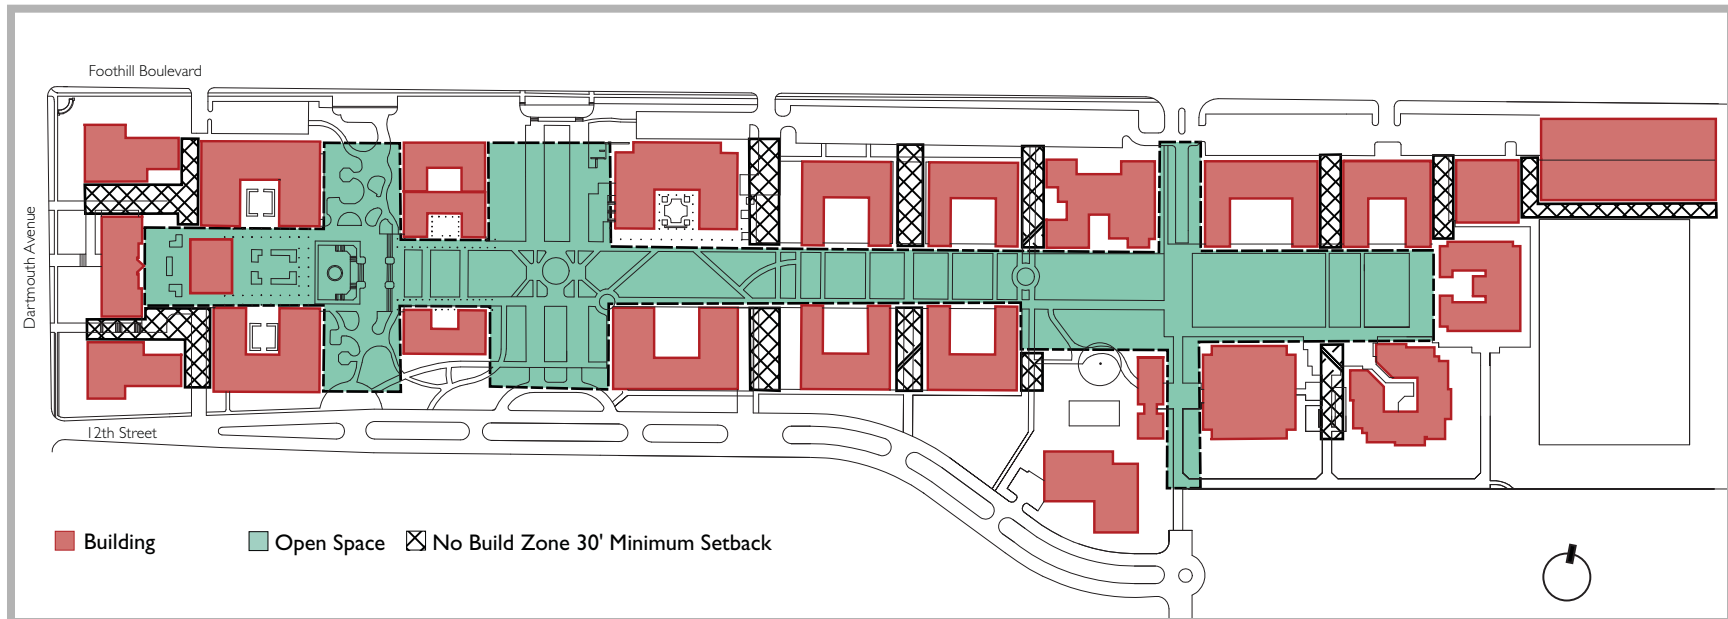 Foothill Boulevard
Dartmouth Avenue
12th Street
Building
Open Space
No Build Zone 30' Minimum Setback